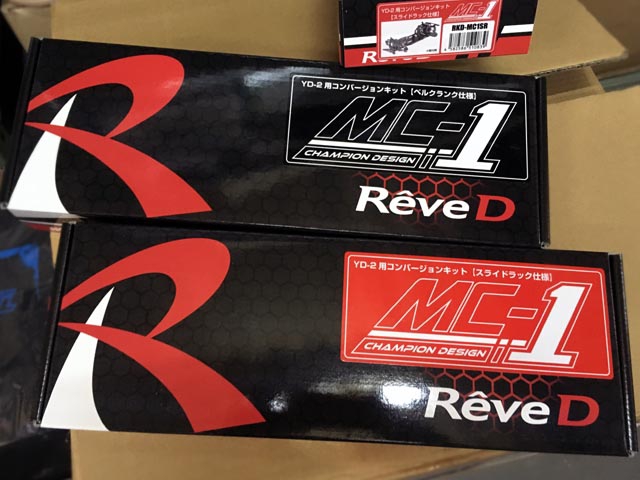 YD-2 用コンバージョンキット
【スライドラック仕様】
MC-1
RKD-MC1SR
Rêve D
YD-2 用コンバージョンキット【ベルクランク仕様】
MC-1
CHAMPION DESIGN
Rêve D
YD-2 用コンバージョンキット【スライドラック仕様】
MC-1
CHAMPION DESIGN
Rêve D